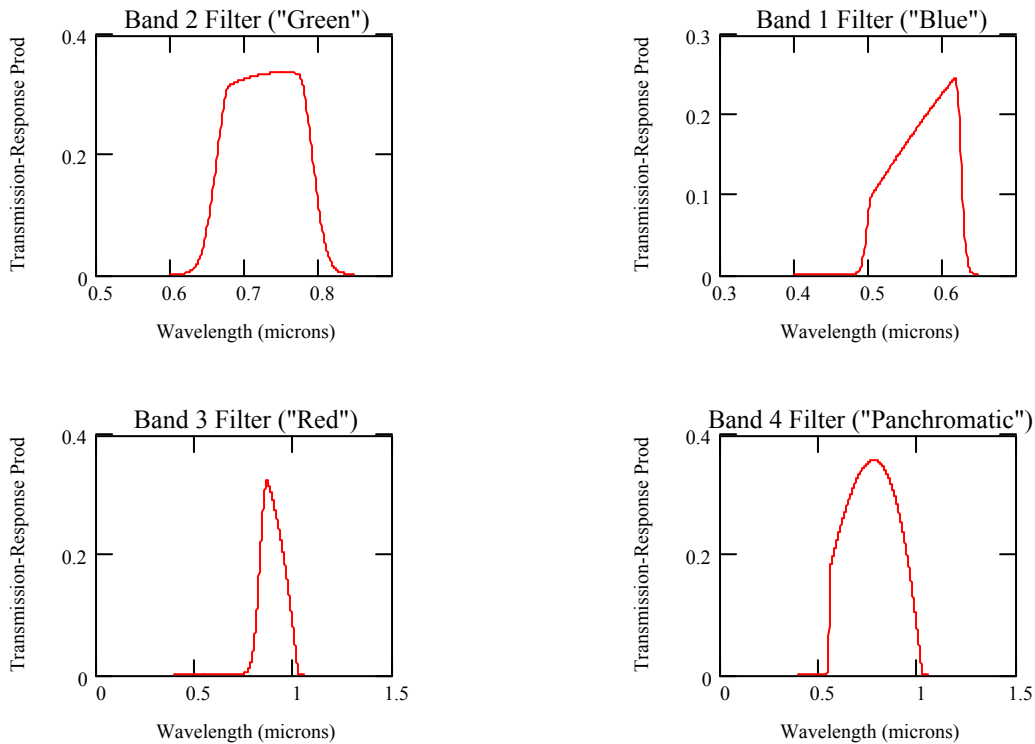 Band 2 Filter ("Green")
0.4
0.2
0
0.5 0.6 0.7 0.8
Transmission-Response Prod
Wavelength (microns)
Band 1 Filter ("Blue")
0.3
0.2
0.1
0
0.3 0.4 0.5 0.6
Transmission-Response Prod
Wavelength (microns)
Band 3 Filter ("Red")
0.4
0.2
0
0 0.5 1 1.5
Transmission-Response Prod
Wavelength (microns)
Band 4 Filter ("Panchromatic")
0.4
0.2
0
0 0.5 1 1.5
Transmission-Response Prod
Wavelength (microns)